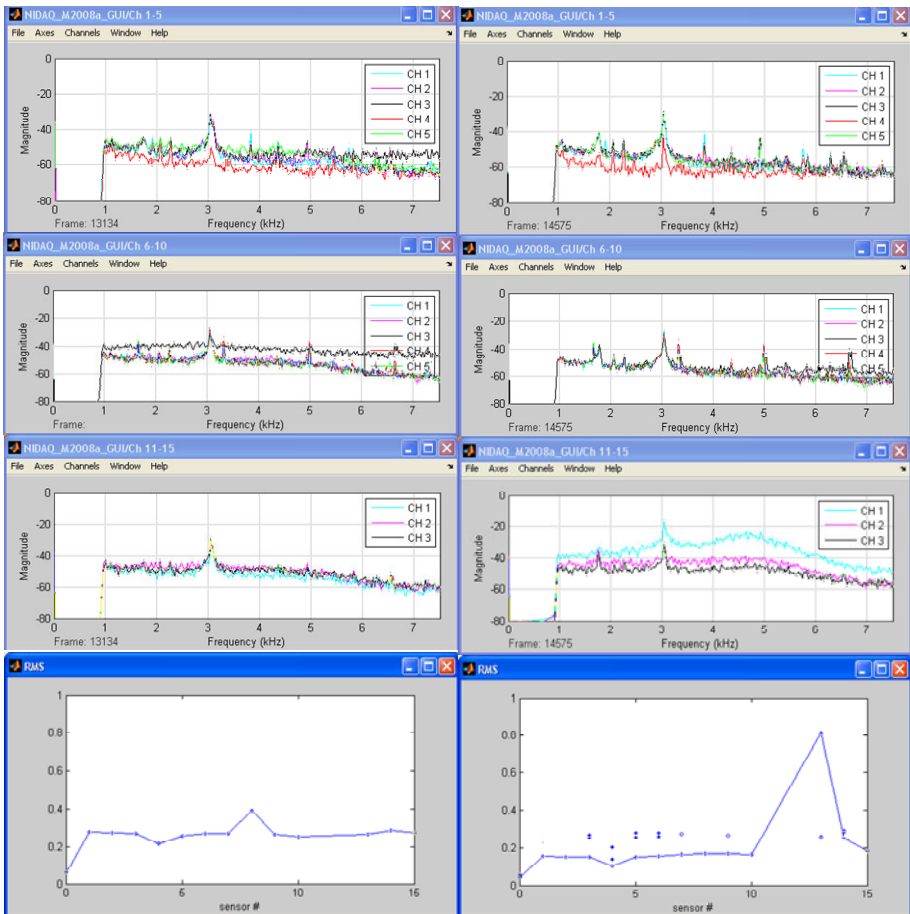 NIDAQ_M2008a_GUI/Ch 1-5
File Axes Channels Window Help
0
-20
-40
-60
-80
Magnitude
CH 1
CH 2
CH 3
CH 4
CH 5
0 1 2 3 4 5 6 7
Frame: 13134
Frequency (kHz)
NIDAQ_M2008a_GUI/Ch 1-5
File Axes Channels Window Help
0
-20
-40
-60
-80
Magnitude
CH 1
CH 2
CH 3
CH 4
CH 5
0 1 2 3 4 5 6 7
Frame: 14575
Frequency (kHz)
NIDAQ_M2008a_GUI/Ch 6-10
File Axes Channels Window Help
0
-20
-40
-60
-80
Magnitude
CH 1
CH 2
CH 3
CH 4
CH 5
0 1 2 3 4 5 6 7
Frame:
Frequency (kHz)
NIDAQ_M2008a_GUI/Ch 6-10
File Axes Channels Window Help
0
-20
-40
-60
-80
Magnitude
CH 1
CH 2
CH 3
CH 4
CH 5
0 1 2 3 4 5 6 7
Frame: 14575
Frequency (kHz)
NIDAQ_M2008a_GUI/Ch 11-15
File Axes Channels Window Help
0
-20
-40
-60
-80
Magnitude
CH 1
CH 2
CH 3
0 1 2 3 4 5 6 7
Frame: 13134
Frequency (kHz)
NIDAQ_M2008a_GUI/Ch 11-15
File Axes Channels Window Help
0
-20
-40
-60
-80
Magnitude
CH 1
CH 2
CH 3
0 1 2 3 4 5 6 7
Frame: 14575
Frequency (kHz)
RMS
1
0.8
0.6
0.4
0.2
0
0 5 10 15
sensor #
RMS
1
0.8
0.6
0.4
0.2
0
0 5 10 15
sensor #